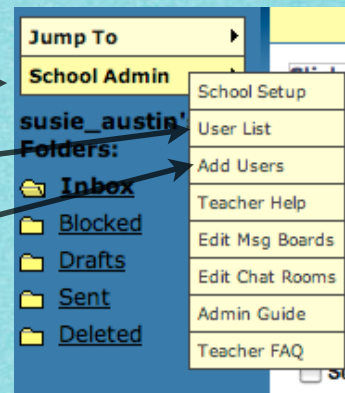 Jump To
School Admin
School Setup
User List
Add Users
Teacher Help
Edit Msg Boards
Edit Chat Rooms
Admin Guide
Teacher FAQ
susie_austin'
Folders:
Inbox
Blocked
Drafts
Sent
Deleted